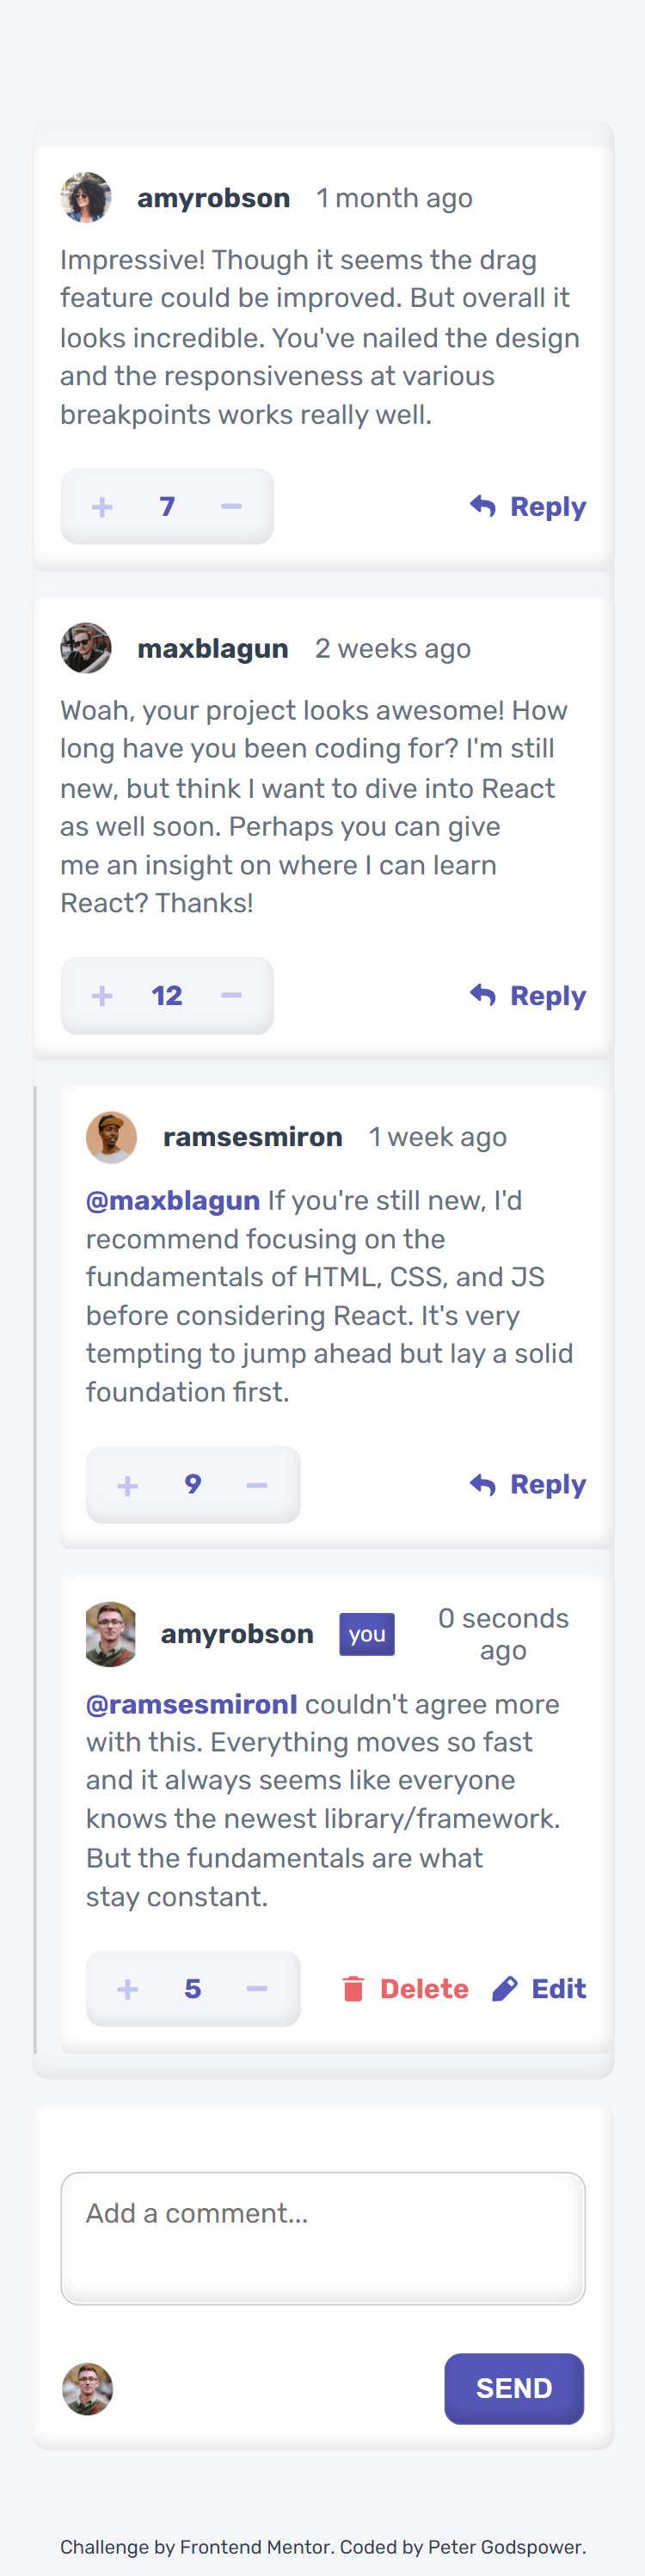 amyrobson 1 month ago
Impressive! Though it seems the drag
feature could be improved. But overall it
looks incredible. You've nailed the design
and the responsiveness at various
breakpoints works really well.
+ 7 − Reply
maxblagun 2 weeks ago
Woah, your project looks awesome! How
long have you been coding for? I'm still
new, but think I want to dive into React
as well soon. Perhaps you can give
me an insight on where I can learn
React? Thanks!
+ 12 − Reply
ramsesmiron 1 week ago
@maxblagun If you're still new, I'd
recommend focusing on the
fundamentals of HTML, CSS, and JS
before considering React. It's very
tempting to jump ahead but lay a solid
foundation first.
+ 9 − Reply
amyrobson you 0 seconds
ago
@ramsesmironI couldn't agree more
with this. Everything moves so fast
and it always seems like everyone
knows the newest library/framework.
But the fundamentals are what
stay constant.
+ 5 − Delete Edit
Add a comment...
SEND
Challenge by Frontend Mentor. Coded by Peter Godspower.